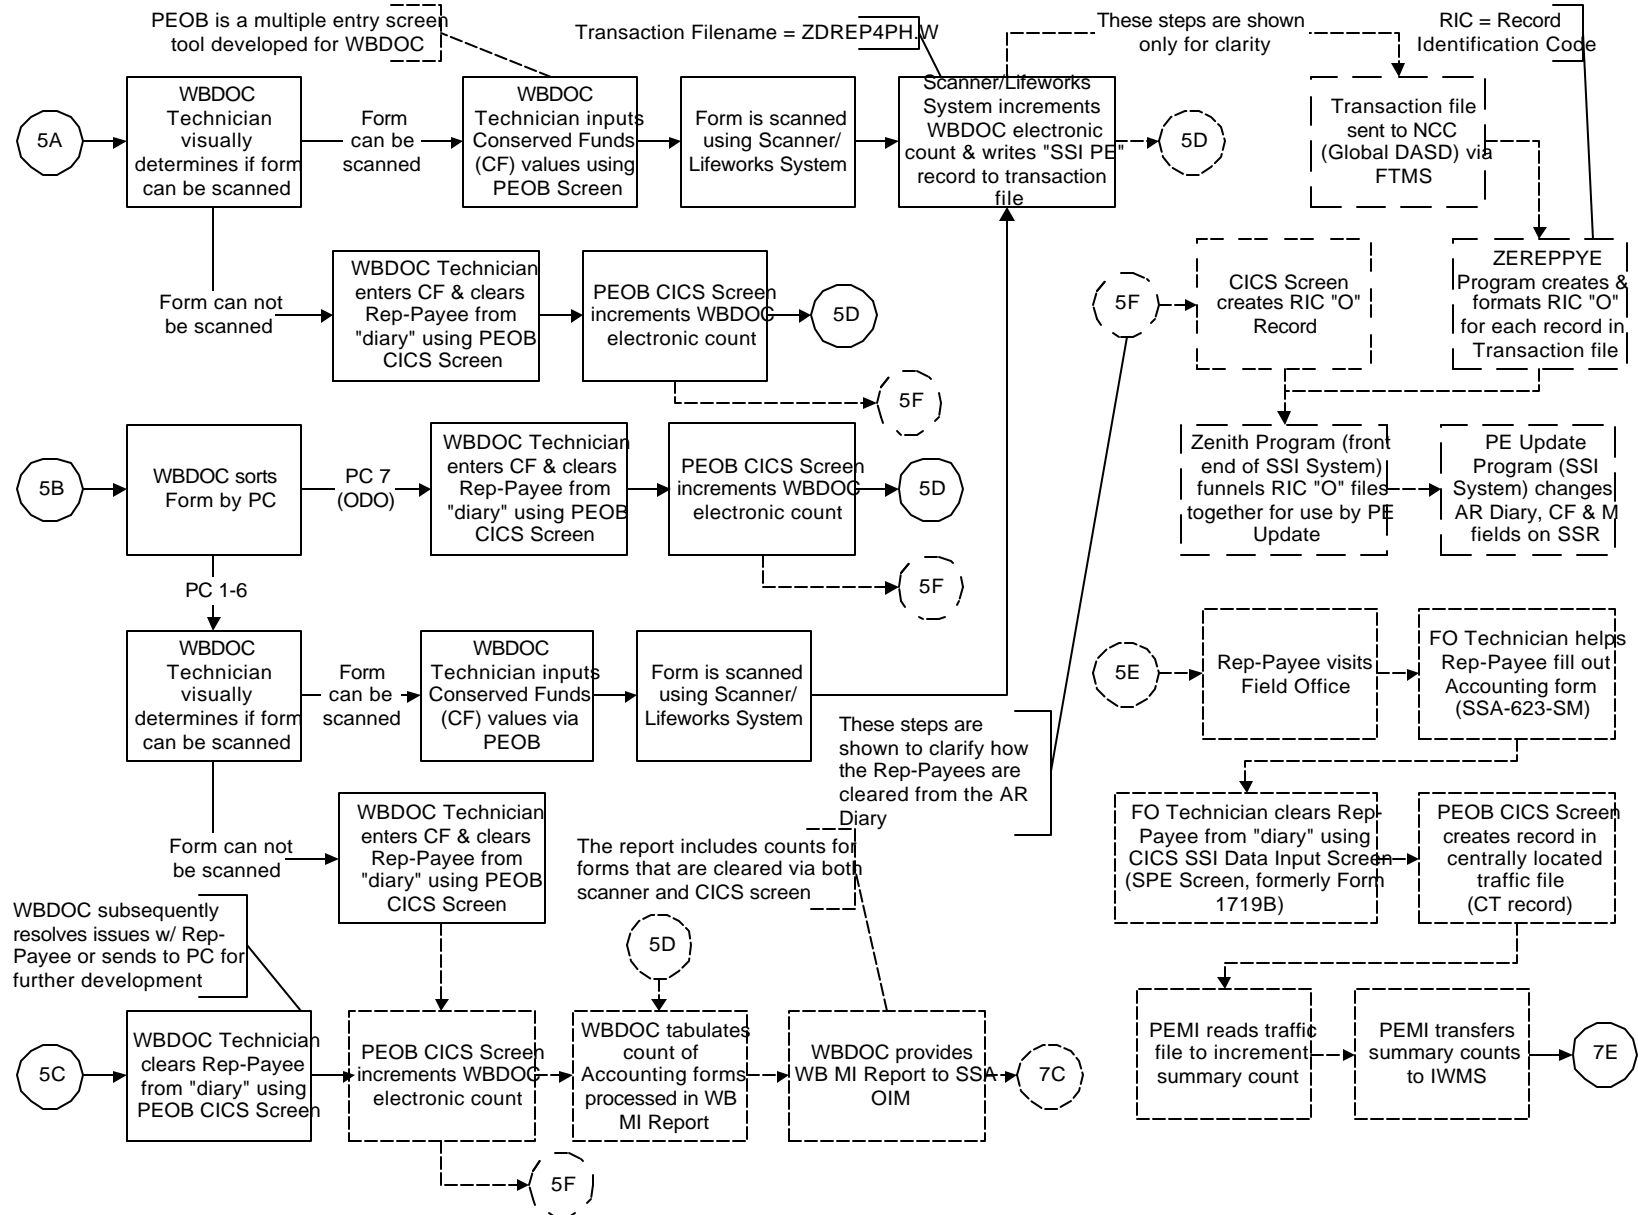 PEOB is a multiple entry screen
tool developed for WBDOC
Transaction Filename = ZDREP4PH.W
These steps are shown
only for clarity
RIC = Record
Identification Code
5A
WBDOC
Technician
visually
determines if form
can be scanned
Form
can be
scanned
WBDOC
Technician inputs
Conserved Funds
(CF) values using
PEOB Screen
Form is scanned
using Scanner/
Lifeworks System
Scanner/Lifeworks
System increments
WBDOC electronic
count & writes "SSI PE"
record to transaction
file
5D
Transaction file
sent to NCC
(Global DASD) via
FTMS
Form can not
be scanned
WBDOC Technician
enters CF & clears
Rep-Payee from
"diary" using PEOB
CICS Screen
PEOB CICS Screen
increments WBDOC
electronic count
5D
5F
5F
CICS Screen
creates RIC "O"
Record
ZEREPPYE
Program creates &
formats RIC "O"
for each record in
Transaction file
5B
WBDOC sorts
Form by PC
PC 7
(ODO)
WBDOC Technician
enters CF & clears
Rep-Payee from
"diary" using PEOB
CICS Screen
PEOB CICS Screen
increments WBDOC
electronic count
5D
5F
Zenith Program (front
end of SSI System)
funnels RIC "O" files
together for use by PE
Update
PE Update
Program (SSI
System) changes
AR Diary, CF & M
fields on SSR
PC 1-6
WBDOC
Technician
visually
determines if form
can be scanned
Form
can be
scanned
WBDOC
Technician inputs
Conserved Funds
(CF) values via
PEOB
Form is scanned
using Scanner/
Lifeworks System
5E
Rep-Payee visits
Field Office
FO Technician helps
Rep-Payee fill out
Accounting form
(SSA-623-SM)
These steps are
shown to clarify how
the Rep-Payees are
cleared from the AR
Diary
Form can not
be scanned
WBDOC Technician
enters CF & clears
Rep-Payee from
"diary" using PEOB
CICS Screen
The report includes counts for
forms that are cleared via both
scanner and CICS screen
FO Technician clears Rep-
Payee from "diary" using
CICS SSI Data Input Screen
(SPE Screen, formerly Form
1719B)
PEOB CICS Screen
creates record in
centrally located
traffic file
(CT record)
WBDOC subsequently
resolves issues w/ Rep-
Payee or sends to PC for
further development
5D
5C
WBDOC Technician
clears Rep-Payee
from "diary" using
PEOB CICS Screen
PEOB CICS Screen
increments WBDOC
electronic count
WBDOC tabulates
count of
Accounting forms
processed in WB
MI Report
WBDOC provides
WB MI Report to SSA
OIM
7C
PEMI reads traffic
file to increment
summary count
PEMI transfers
summary counts
to IWMS
7E
5F